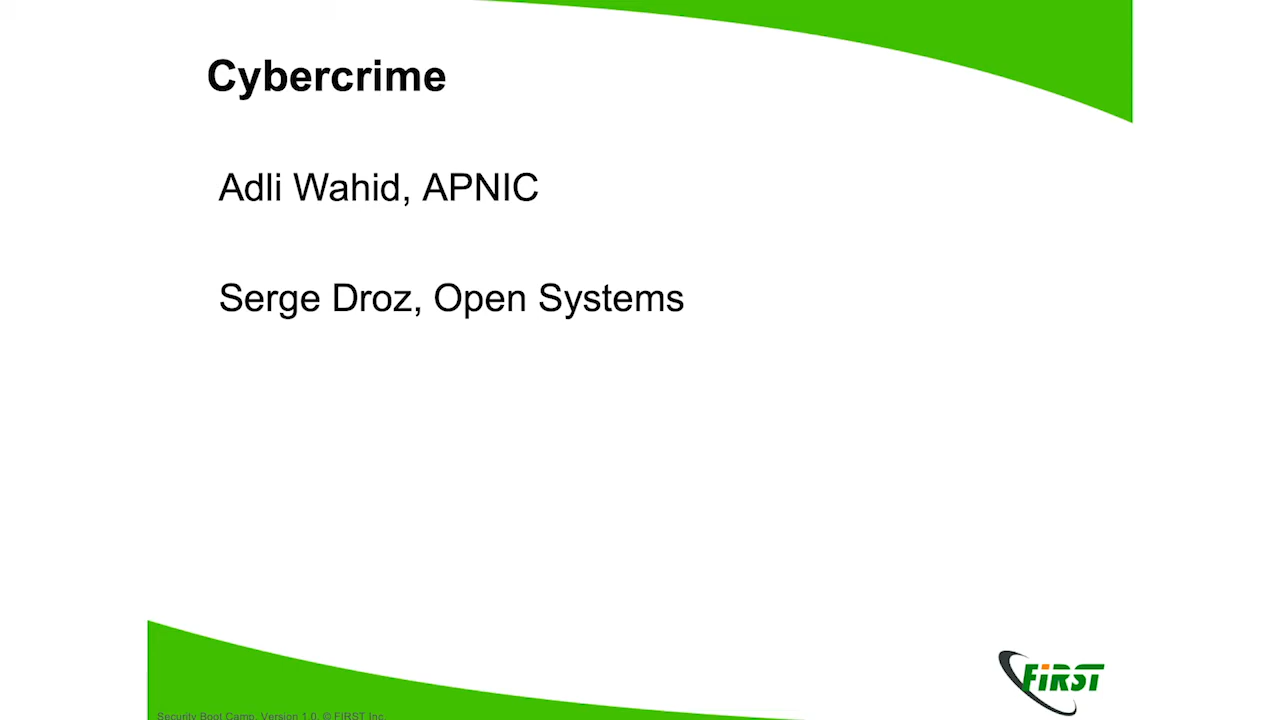 Cybercrime
Adli Wahid, APNIC
Serge Droz, Open Systems
FiRST
Security Boot Camp, Version 1.0, © FIRST Inc.